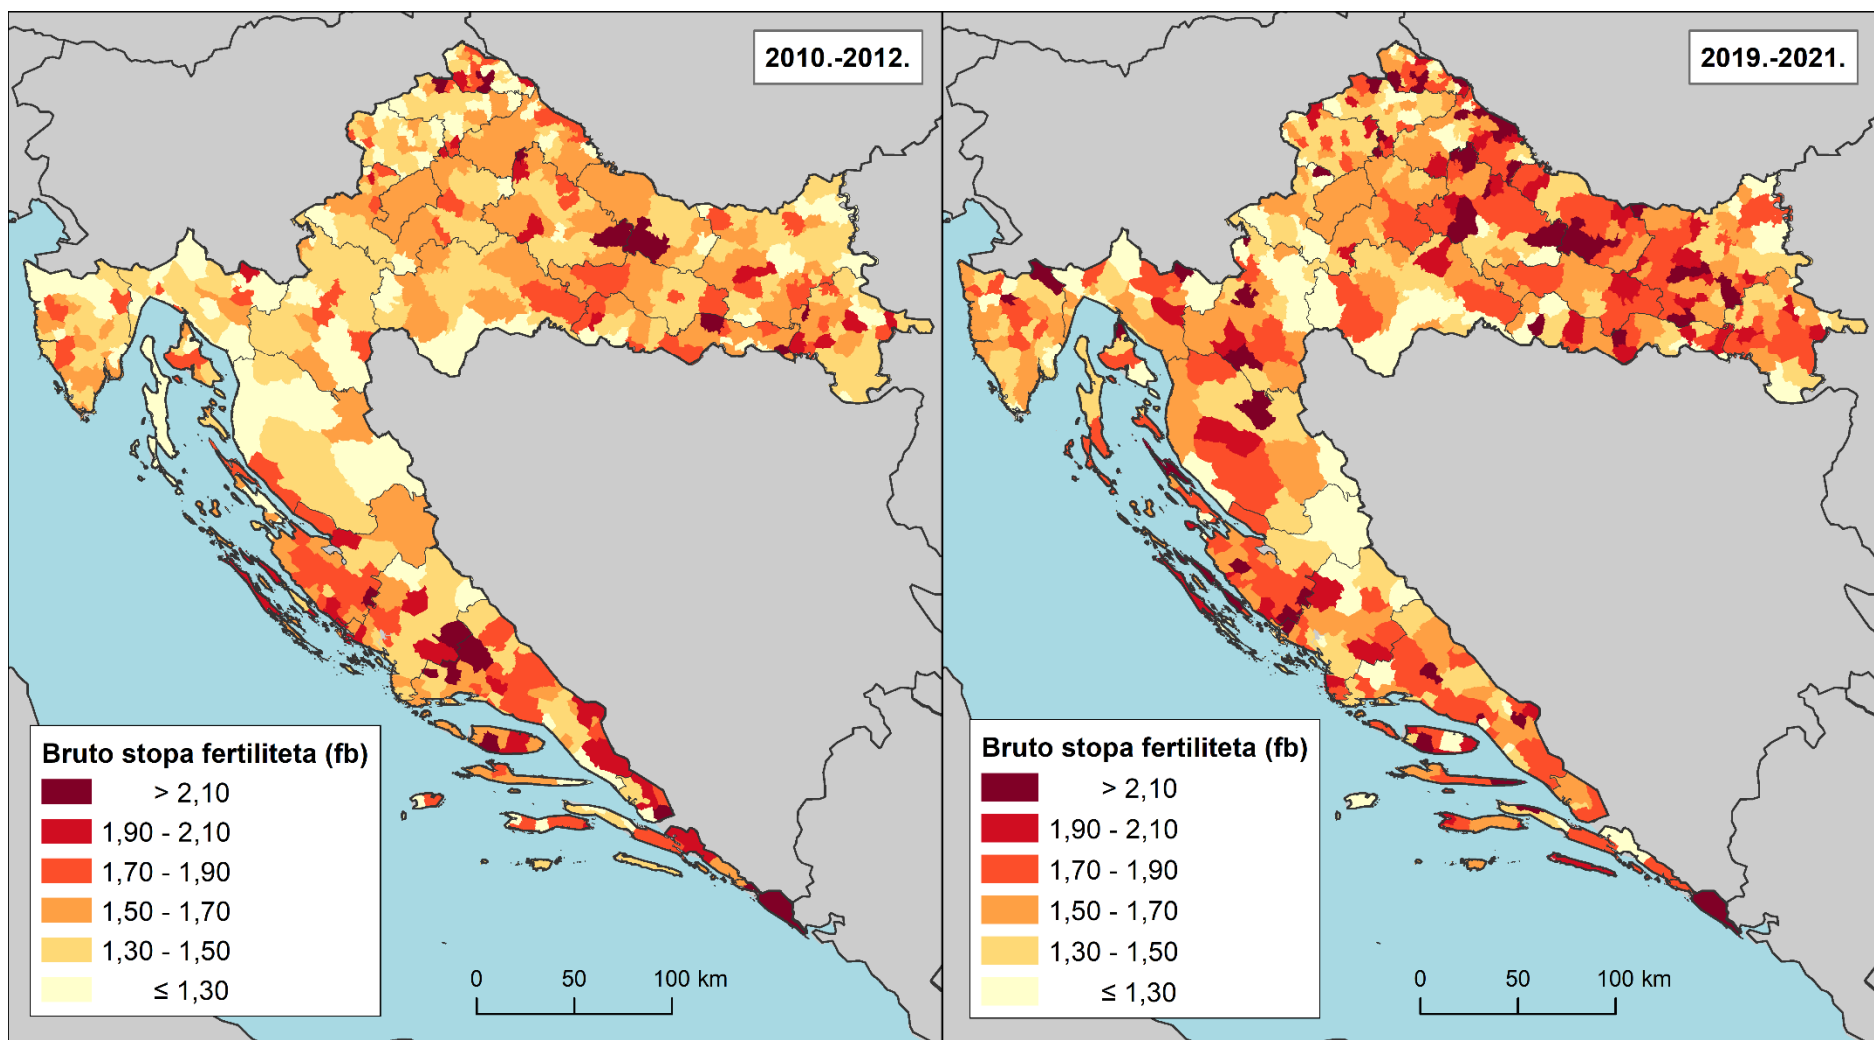 2010.-2012.
Bruto stopa fertiliteta (fb)
> 2,10
1,90 - 2,10
1,70 - 1,90
1,50 - 1,70
1,30 - 1,50
≤ 1,30
0 50 100 km
2019.-2021.
Bruto stopa fertiliteta (fb)
> 2,10
1,90 - 2,10
1,70 - 1,90
1,50 - 1,70
1,30 - 1,50
≤ 1,30
0 50 100 km